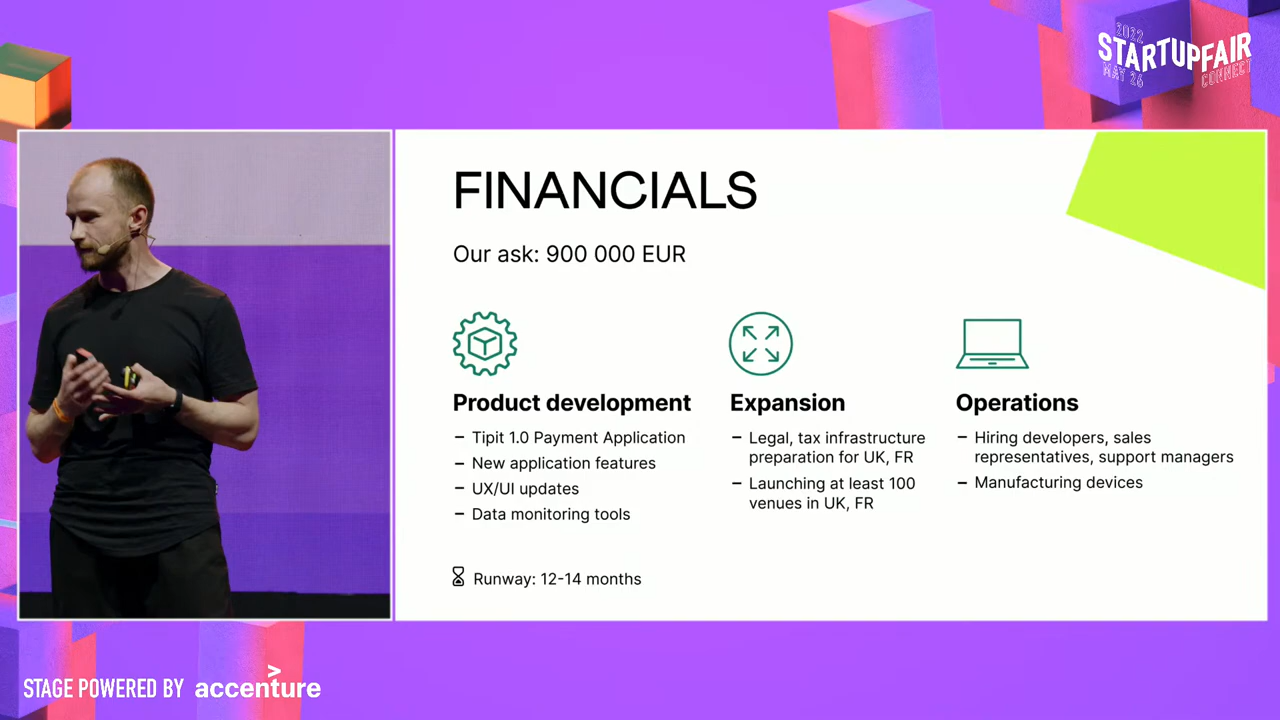 2022
STARTUPFAIR
MAY 26
CONNECT
FINANCIALS
Our ask: 900 000 EUR
Product development
– Tipit 1.0 Payment Application
– New application features
– UX/UI updates
– Data monitoring tools
Expansion
– Legal, tax infrastructure
preparation for UK, FR
– Launching at least 100
venues in UK, FR
Operations
– Hiring developers, sales
representatives, support managers
– Manufacturing devices
Runway: 12-14 months
STAGE POWERED BY accenture